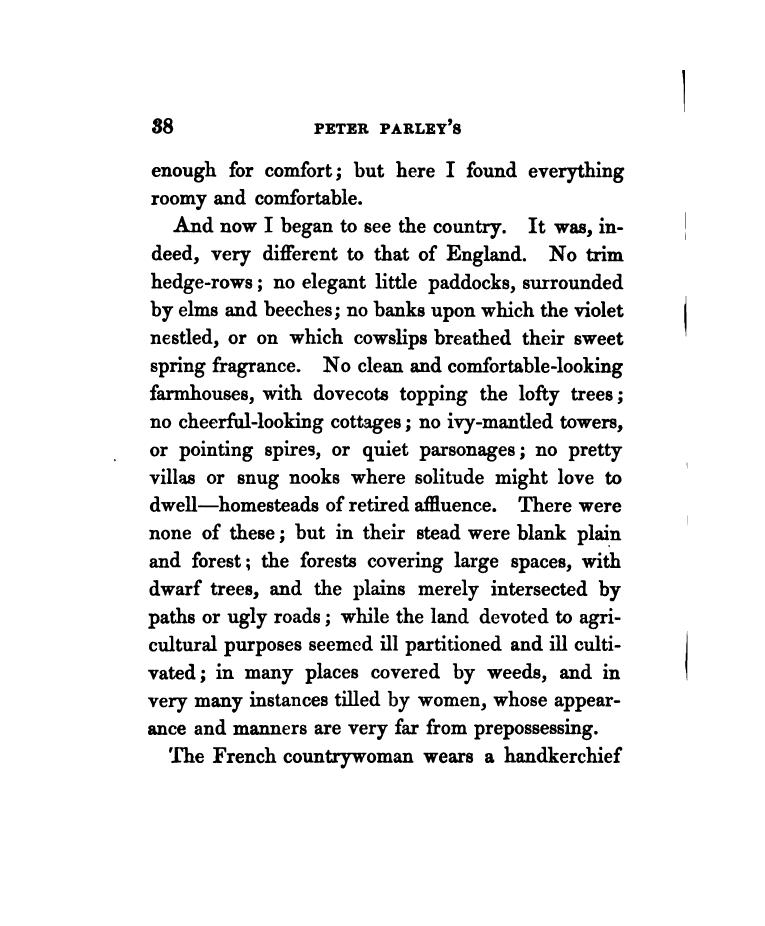 38 PETER PARLEY'S
enough for comfort; but here I found everything
roomy and comfortable.
And now I began to see the country. It was, in-
deed, very different to that of England. No trim
hedge-rows; no elegant little paddocks, surrounded
by elms and beeches; no banks upon which the violet
nestled, or on which cowslips breathed their sweet
spring fragrance. No clean and comfortable-looking
farmhouses, with dovecots topping the lofty trees;
no cheerful-looking cottages; no ivy-mantled towers,
or pointing spires, or quiet parsonages; no pretty
villas or snug nooks where solitude might love to
dwell—homesteads of retired affluence. There were
none of these; but in their stead were blank plain
and forest; the forests covering large spaces, with
dwarf trees, and the plains merely intersected by
paths or ugly roads; while the land devoted to agri-
cultural purposes seemed ill partitioned and ill culti-
vated; in many places covered by weeds, and in
very many instances tilled by women, whose appear-
ance and manners are very far from prepossessing.
The French countrywoman wears a handkerchief